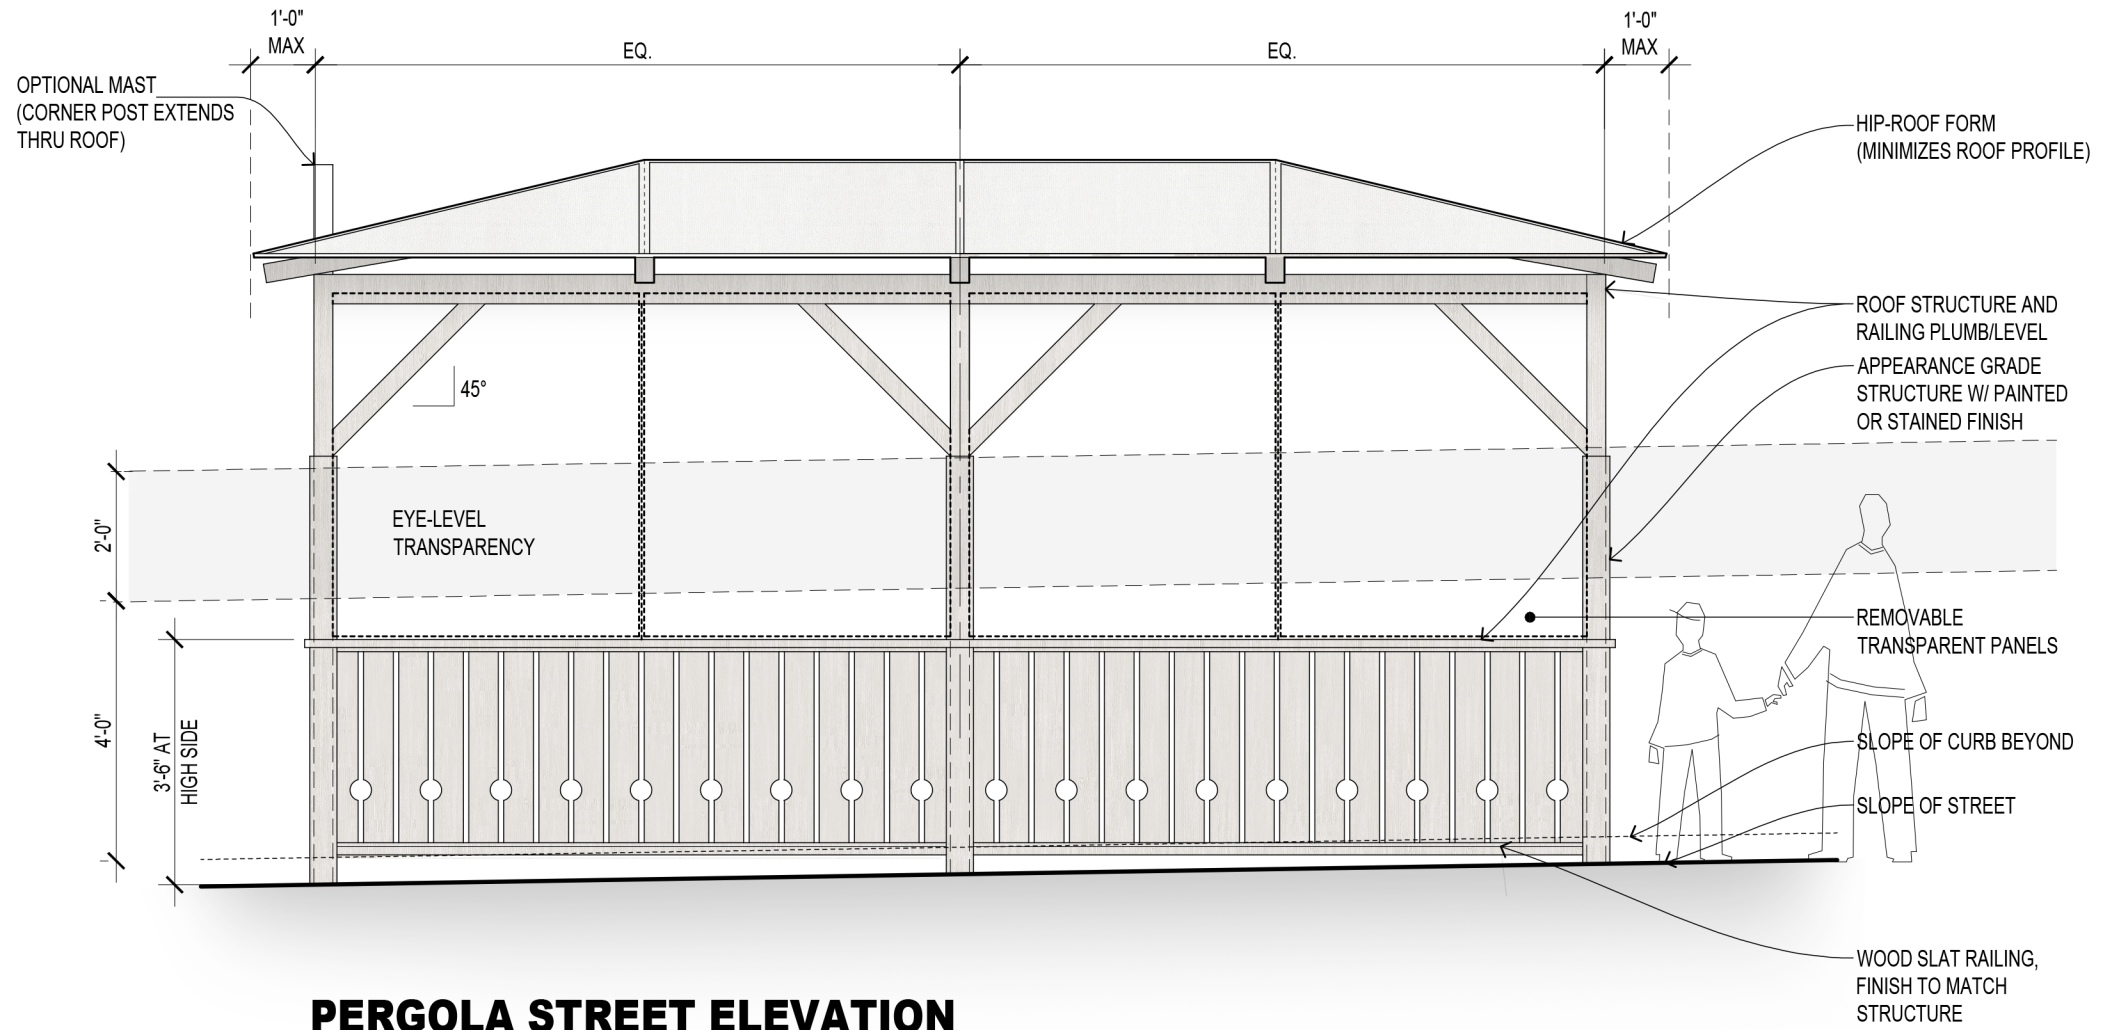 1'-0"
MAX
EQ.
EQ.
1'-0"
MAX
OPTIONAL MAST
(CORNER POST EXTENDS
THRU ROOF)
HIP-ROOF FORM
(MINIMIZES ROOF PROFILE)
ROOF STRUCTURE AND
RAILING PLUMB/LEVEL
45°
APPEARANCE GRADE
STRUCTURE W/ PAINTED
OR STAINED FINISH
2'-0"
EYE-LEVEL
TRANSPARENCY
REMOVABLE
TRANSPARENT PANELS
4'-0"
3'-6" AT
HIGH SIDE
SLOPE OF CURB BEYOND
SLOPE OF STREET
WOOD SLAT RAILING,
FINISH TO MATCH
STRUCTURE
PERGOLA STREET ELEVATION